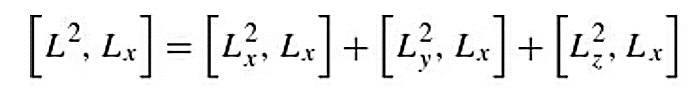 [L², Lₓ] = [Lₓ², Lₓ] + [L_y², Lₓ] + [L_z², Lₓ]